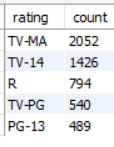 rating count
TV-MA 2052
TV-14 1426
R 794
TV-PG 540
PG-13 489